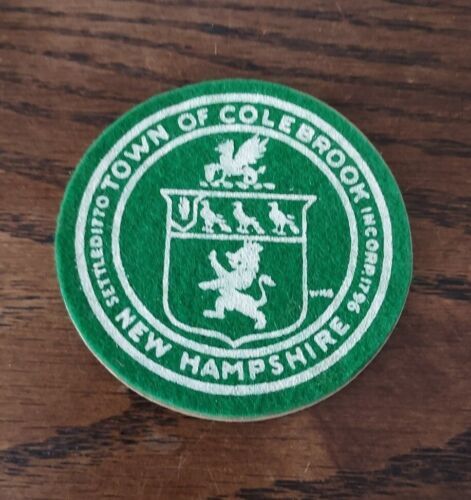 TOWN OF COLEBROOK
SETTLED 1770
INCORP. 1796
NEW HAMPSHIRE